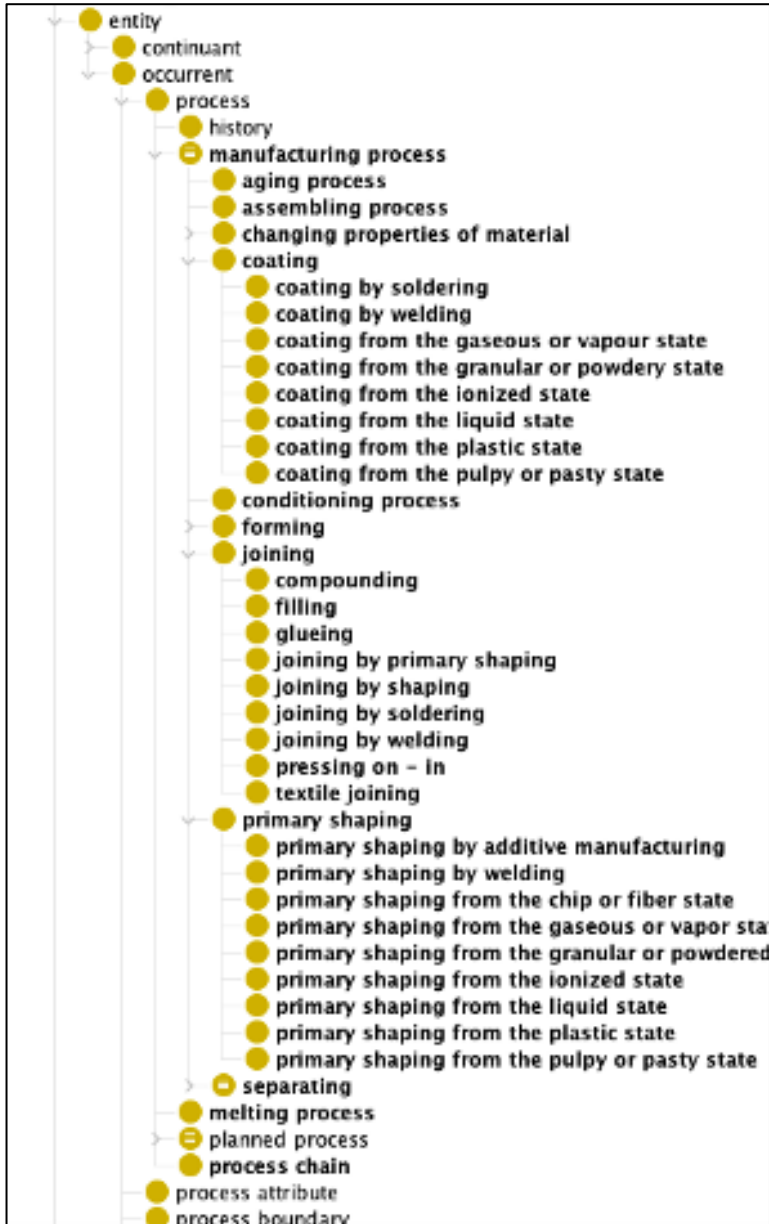 entity
continuant
occurrent
process
history
manufacturing process
aging process
assembling process
changing properties of material
coating
coating by soldering
coating by welding
coating from the gaseous or vapour state
coating from the granular or powdery state
coating from the ionized state
coating from the liquid state
coating from the plastic state
coating from the pulpy or pasty state
conditioning process
forming
joining
compounding
filling
glueing
joining by primary shaping
joining by shaping
joining by soldering
joining by welding
pressing on – in
textile joining
primary shaping
primary shaping by additive manufacturing
primary shaping by welding
primary shaping from the chip or fiber state
primary shaping from the gaseous or vapor sta
primary shaping from the granular or powdered
primary shaping from the ionized state
primary shaping from the liquid state
primary shaping from the plastic state
primary shaping from the pulpy or pasty state
separating
melting process
planned process
process chain
process attribute
process boundary